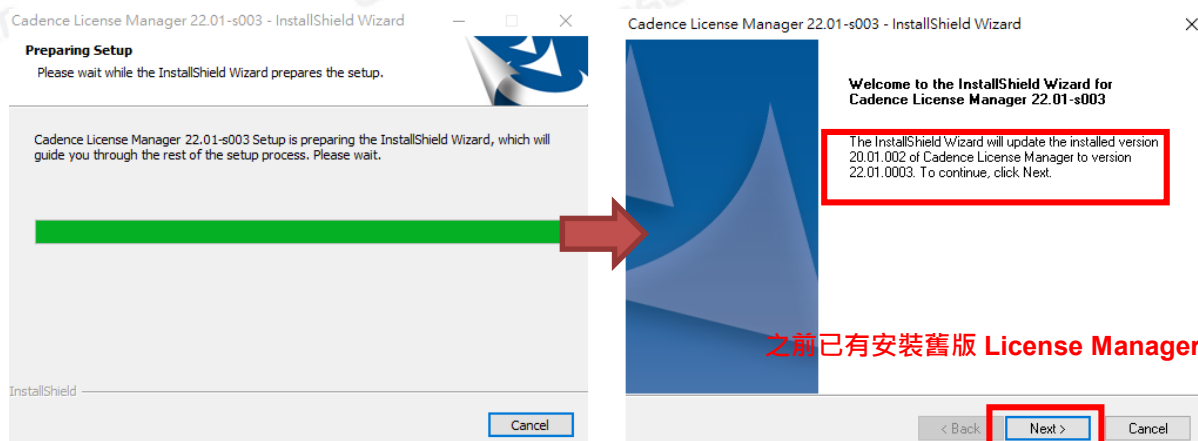 Cadence License Manager 22.01-s003 - InstallShield Wizard
Preparing Setup
Please wait while the InstallShield Wizard prepares the setup.
Cadence License Manager 22.01-s003 Setup is preparing the InstallShield Wizard, which will
guide you through the rest of the setup process. Please wait.
InstallShield
Cancel
Cadence License Manager 22.01-s003 - InstallShield Wizard
Welcome to the InstallShield Wizard for
Cadence License Manager 22.01-s003
The InstallShield Wizard will update the installed version
20.01.002 of Cadence License Manager to version
22.01.0003. To continue, click Next.
之前已有安裝舊版 License Manager
< Back
Next >
Cancel